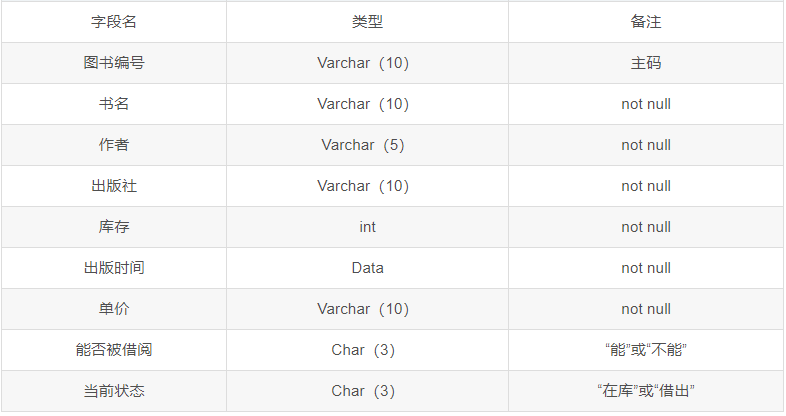 字段名 类型 备注
图书编号 Varchar（10） 主码
书名 Varchar（10） not null
作者 Varchar（5） not null
出版社 Varchar（10） not null
库存 int not null
出版时间 Data not null
单价 Varchar（10） not null
能否被借阅 Char（3） “能”或“不能”
当前状态 Char（3） “在库”或“借出”